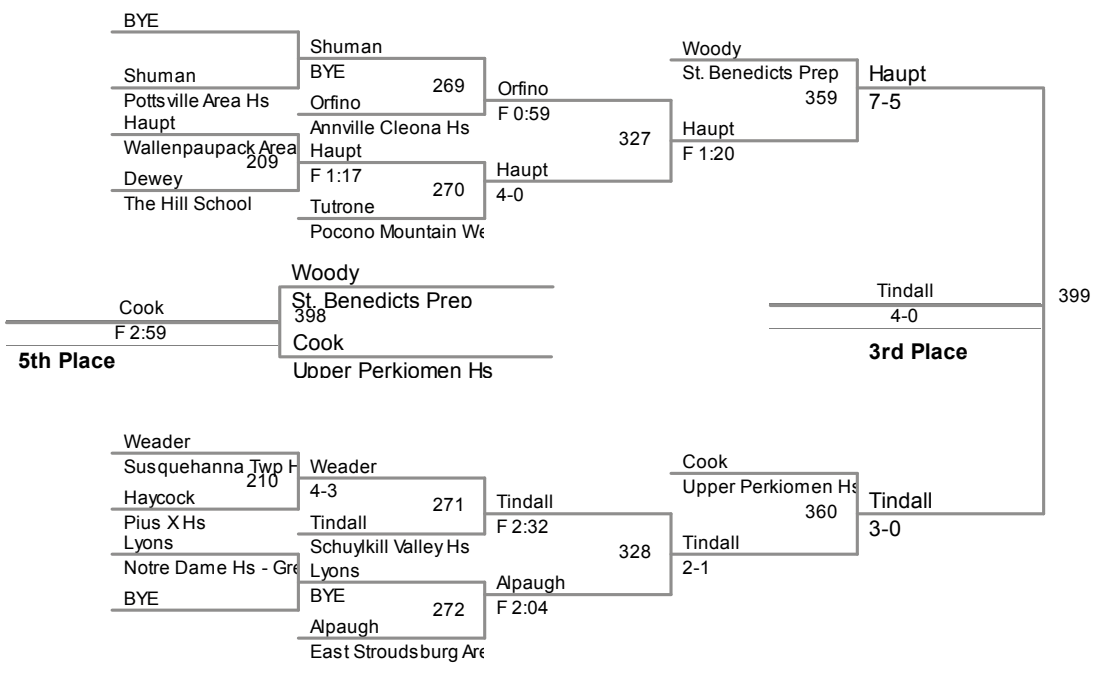 BYE
Shuman
Pottsville Area Hs
Haupt
Wallenpaupack Area
209
Dewey
The Hill School
Shuman
BYE
269
Orfino
Annville Cleona Hs
Haupt
F 1:17
270
Tutrone
Pocono Mountain We
Orfino
F 0:59
327
Haupt
4-0
Woody
St. Benedicts Prep
359
Haupt
F 1:20
Haupt
7-5
Woody
St. Benedicts Prep
398
Cook
Upper Perkiomen Hs
Cook
F 2:59
5th Place
Tindall
4-0
399
3rd Place
Weader
Susquehanna Twp H
210
Haycock
Pius X Hs
Lyons
Notre Dame Hs - Gre
BYE
Weader
4-3
271
Tindall
Schuylkill Valley Hs
Lyons
BYE
272
Alpaugh
East Stroudsburg Are
Tindall
F 2:32
328
Alpaugh
F 2:04
Cook
Upper Perkiomen Hs
360
Tindall
2-1
Tindall
3-0